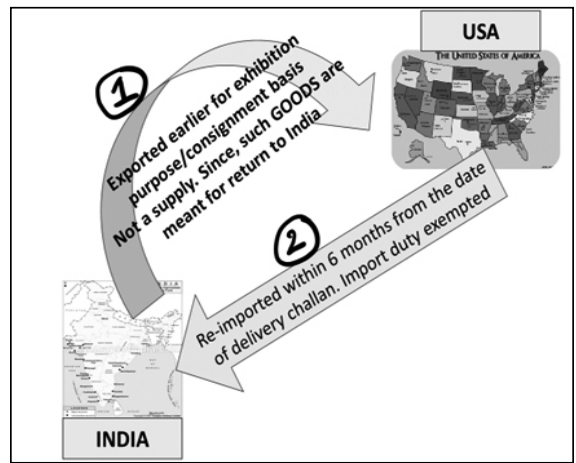 USA
THE UNITED STATES OF AMERICA
1
Exported earlier for exhibition
purpose/consignment basis
Not a supply. Since, such GOODS are
meant for return to India
2
Re-imported within 6 months from the date
of delivery challan. Import duty exempted
INDIA